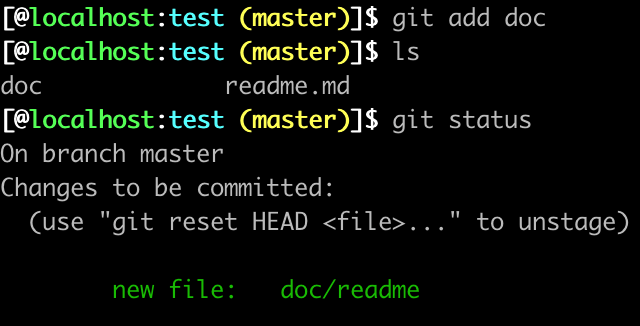 [@localhost:test (master)]$ git add doc
[@localhost:test (master)]$ ls
doc             readme.md
[@localhost:test (master)]$ git status
On branch master
Changes to be committed:
  (use "git reset HEAD <file>..." to unstage)

        new file:   doc/readme